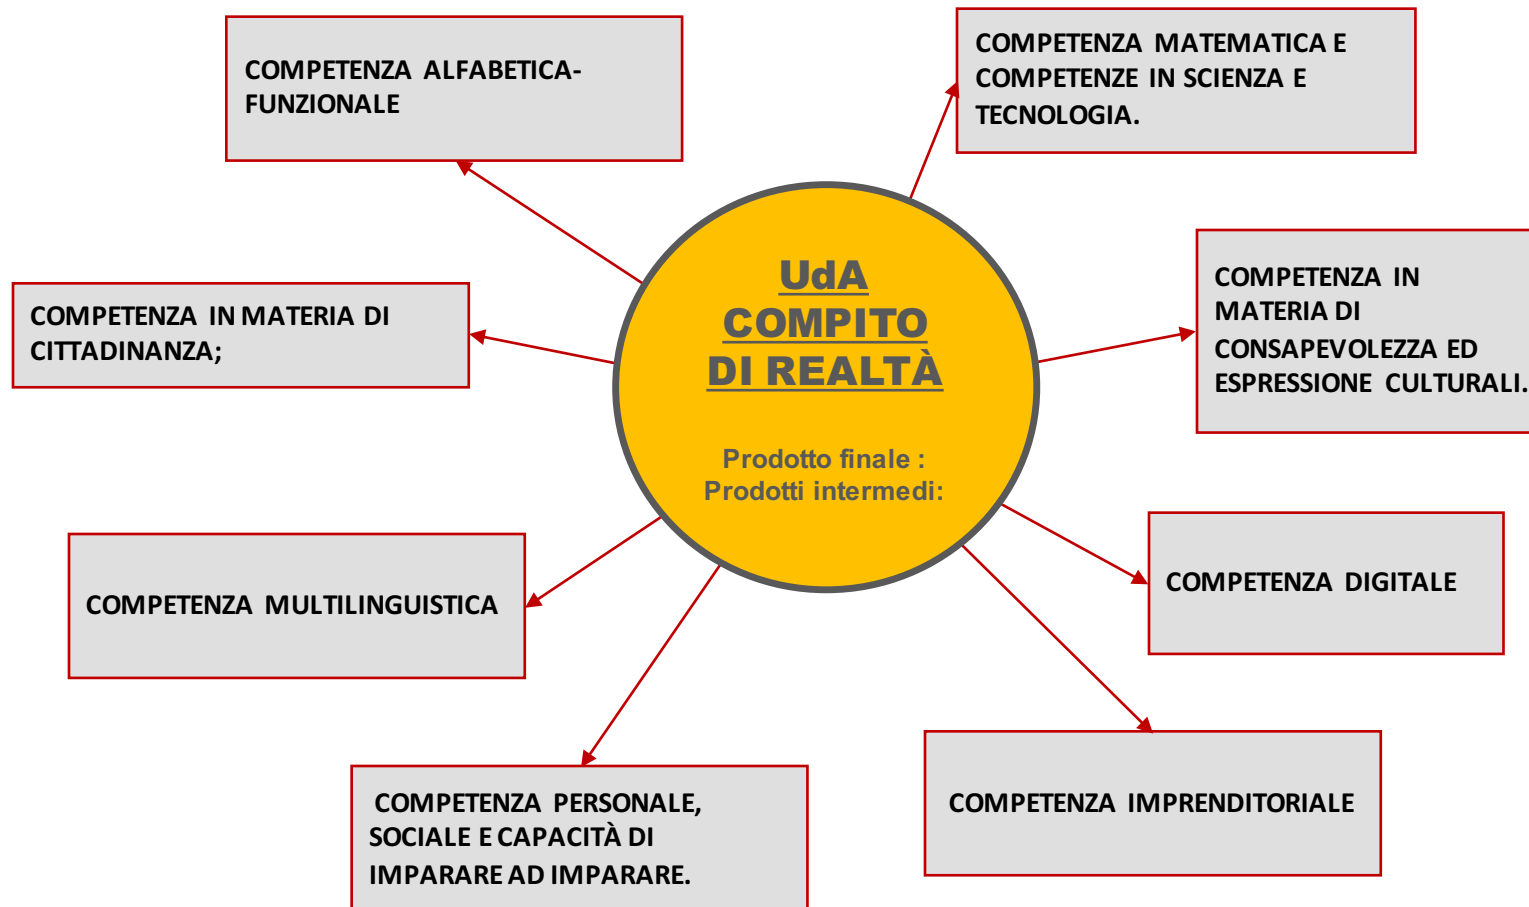 COMPETENZA ALFABETICA-
FUNZIONALE
COMPETENZA MATEMATICA E
COMPETENZE IN SCIENZA E
TECNOLOGIA.
UdA
COMPITO
DI REALTÀ
Prodotto finale :
Prodotti intermedi:
COMPETENZA IN MATERIA DI
CITTADINANZA;
COMPETENZA IN
MATERIA DI
CONSAPEVOLEZZA ED
ESPRESSIONE CULTURALI.
COMPETENZA MULTILINGUISTICA
COMPETENZA DIGITALE
COMPETENZA PERSONALE,
SOCIALE E CAPACITÀ DI
IMPARARE AD IMPARARE.
COMPETENZA IMPRENDITORIALE